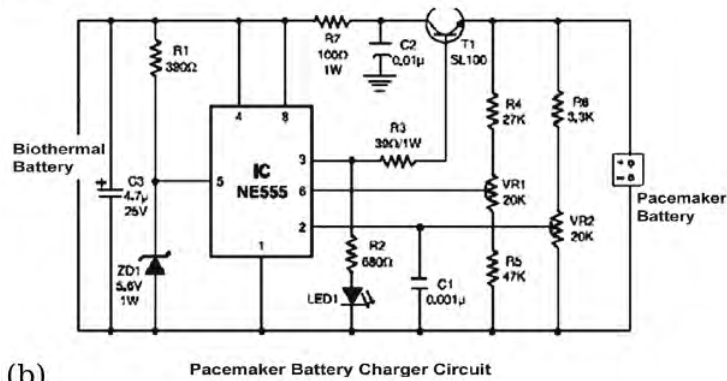 R1
390Ω
R7
100Ω
1W
C2
0.01μ
T1
SL100
R4
27K
R6
3.3K
4
8
Biothermal
Battery
C3
4.7μ
25V
5
IC
NE555
3
6
2
1
R3
39Ω/1W
VR1
20K
VR2
20K
Pacemaker
Battery
ZD1
5.6V
1W
R2
680Ω
LED1
C1
0.001μ
R5
47K
(b)
Pacemaker Battery Charger Circuit